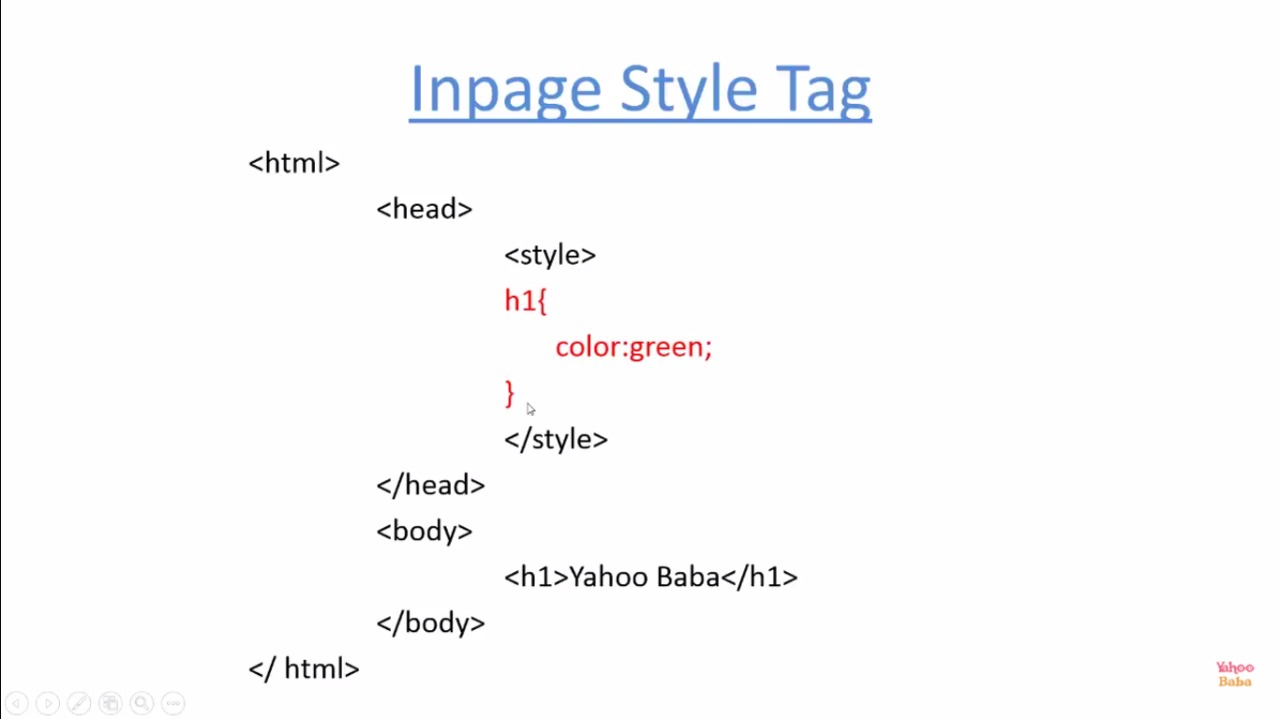 Inpage Style Tag
<html>
<head>
<style>
h1{
color:green;
}
</style>
</head>
<body>
<h1>Yahoo Baba</h1>
</body>
</ html>
Yahoo
Baba